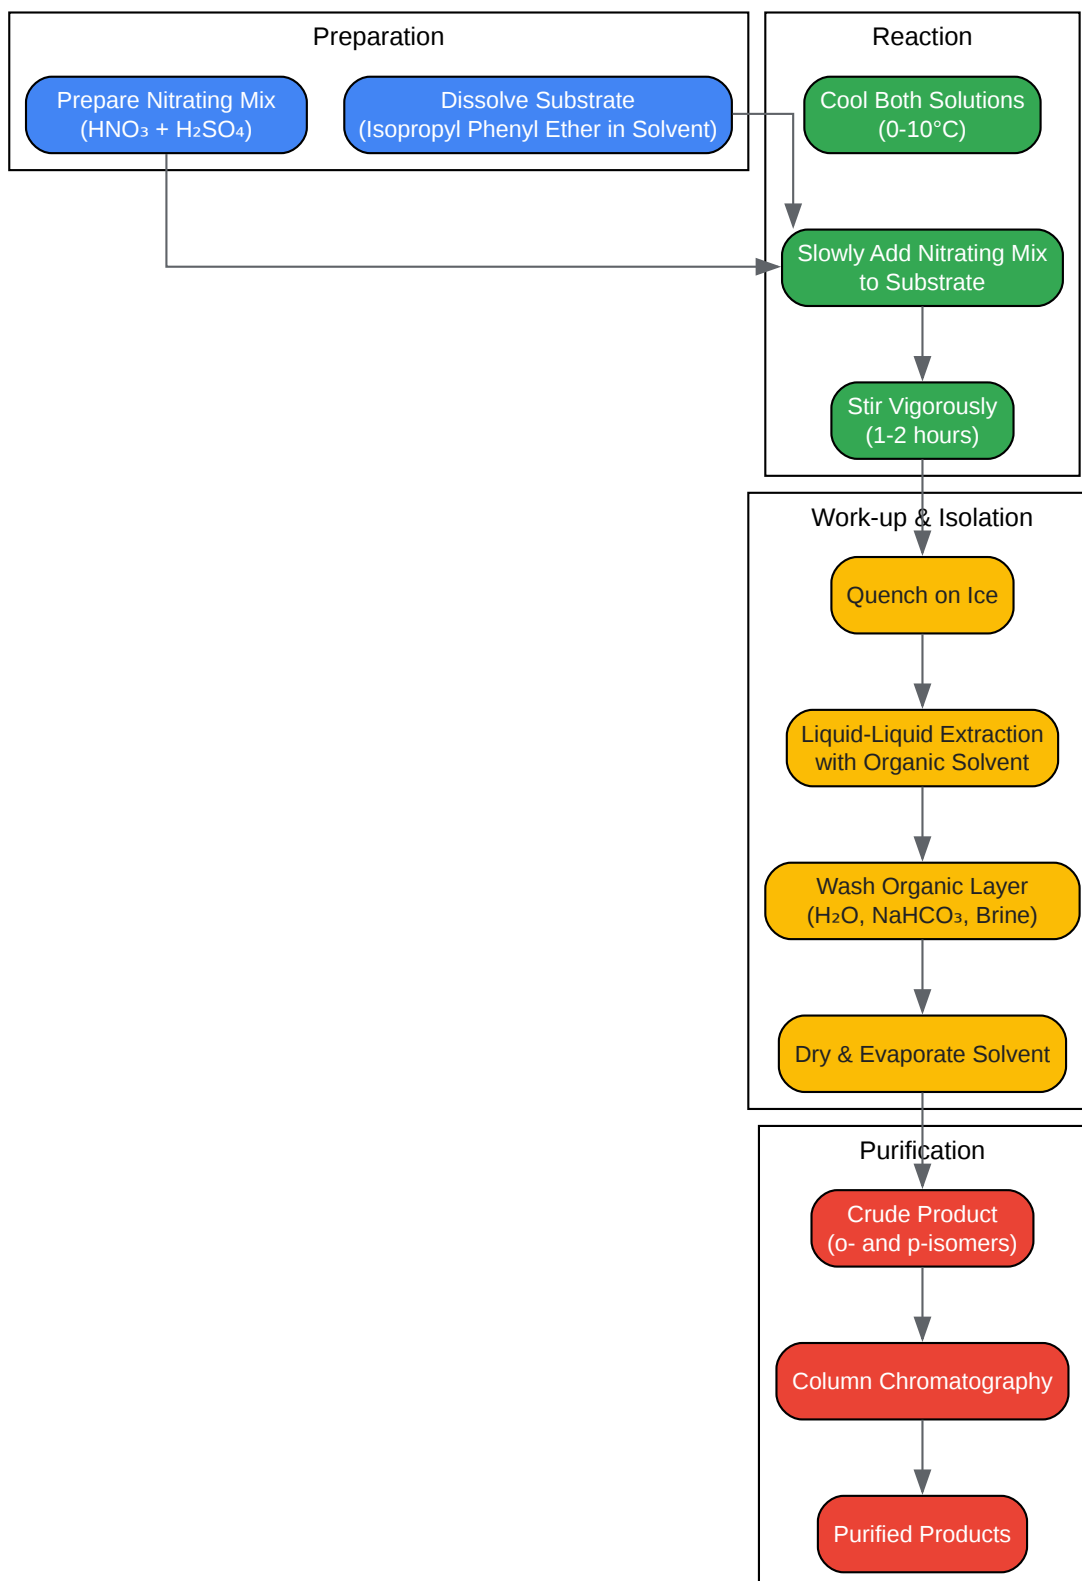 Preparation
Prepare Nitrating Mix
(HNO₃ + H₂SO₄)
Dissolve Substrate
(Isopropyl Phenyl Ether in Solvent)
Reaction
Cool Both Solutions
(0-10°C)
Slowly Add Nitrating Mix
to Substrate
Stir Vigorously
(1-2 hours)
Work-up & Isolation
Quench on Ice
Liquid-Liquid Extraction
with Organic Solvent
Wash Organic Layer
(H₂O, NaHCO₃, Brine)
Dry & Evaporate Solvent
Purification
Crude Product
(o- and p-isomers)
Column Chromatography
Purified Products